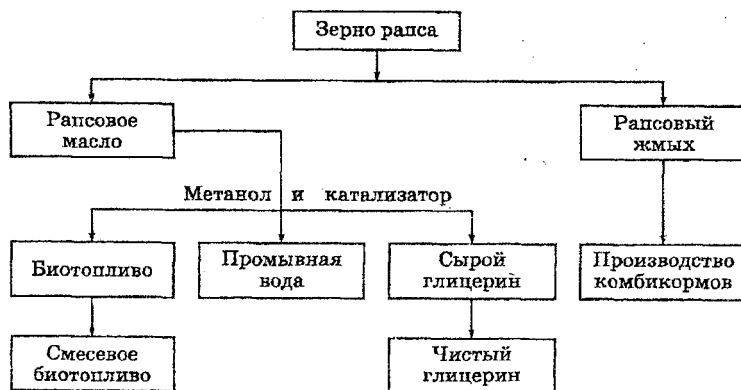 Зерно рапса
Рапсовое
масло
Рапсовый
жмых
Метанол и катализатор
Биотопливо
Промывная
вода
Сырой
глицерин
Производство
комбикормов
Смесевое
биотопливо
Чистый
глицерин